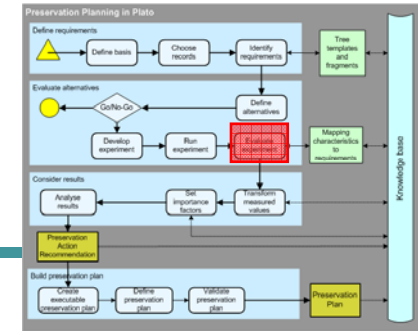 Preservation Planning in Plato
Define requirements
Define basis
Choose
records
Identify
requirements
Tree
templates
and
fragments
Evaluate alternatives
Go/No-Go
Define
alternatives
Develop
experiment
Run
experiment
Evaluate
experiment
Mapping
characteristics
to
requirements
Knowledge base
Consider results
Analyse
results
Set
importance
factors
Transform
measured
values
Preservation
Action
Recommendation
Build preservation plan
Create
executable
preservation plan
Define
preservation
plan
Validate
preservation
plan
Preservation
Plan